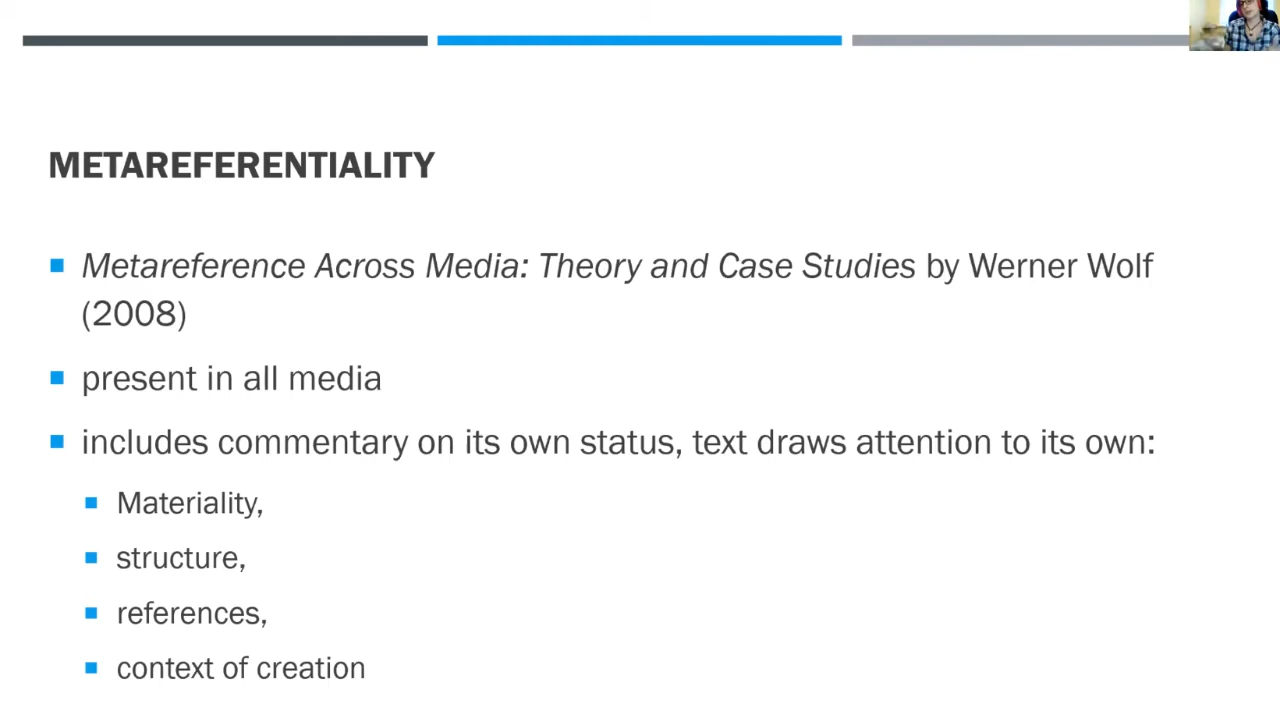 METAREFERENTIALITY
Metareference Across Media: Theory and Case Studies by Werner Wolf
(2008)
present in all media
includes commentary on its own status, text draws attention to its own:
Materiality,
structure,
references,
context of creation